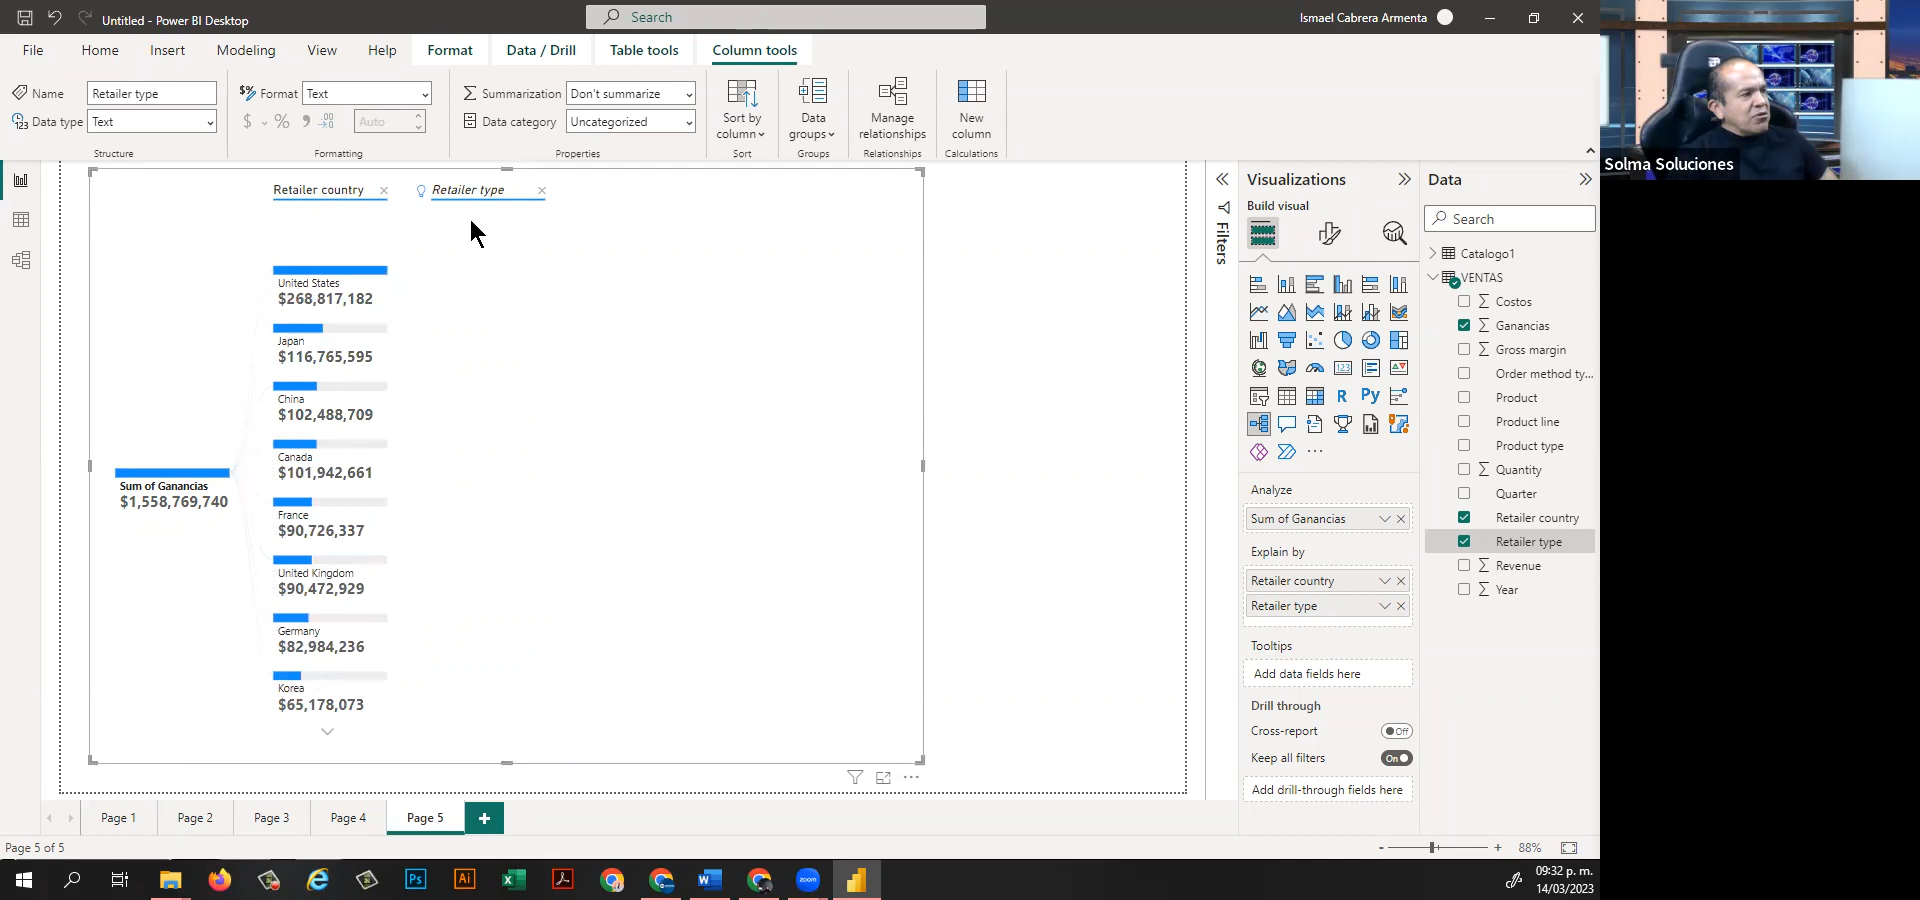 Untitled - Power BI Desktop
Search
Ismael Cabrera Armenta
File
Home
Insert
Modeling
View
Help
Format
Data / Drill
Table tools
Column tools
Name
Retailer type
Data type
Text
Structure
Format
Text
$ % 9
Auto
Formatting
Summarization
Don't summarize
Data category
Uncategorized
Properties
Sort by
column
Sort
Data
groups
Groups
Manage
relationships
Relationships
New
column
Calculations
Solma Soluciones
Retailer country
Retailer type
United States
$268,817,182
Japan
$116,765,595
China
$102,488,709
Canada
$101,942,661
Sum of Ganancias
$1,558,769,740
France
$90,726,337
United Kingdom
$90,472,929
Germany
$82,984,236
Korea
$65,178,073
Filters
Visualizations
Build visual
R
Py
123
Analyze
Sum of Ganancias
Explain by
Retailer country
Retailer type
Tooltips
Add data fields here
Drill through
Cross-report
Off
Keep all filters
On
Add drill-through fields here
Data
Search
Catalogo1
VENTAS
Costos
Ganancias
Gross margin
Order method ty...
Product
Product line
Product type
Quantity
Quarter
Retailer country
Retailer type
Revenue
Year
Page 1
Page 2
Page 3
Page 4
Page 5
Page 5 of 5
88%
Ps
Ai
zoom
09:32 p. m.
14/03/2023